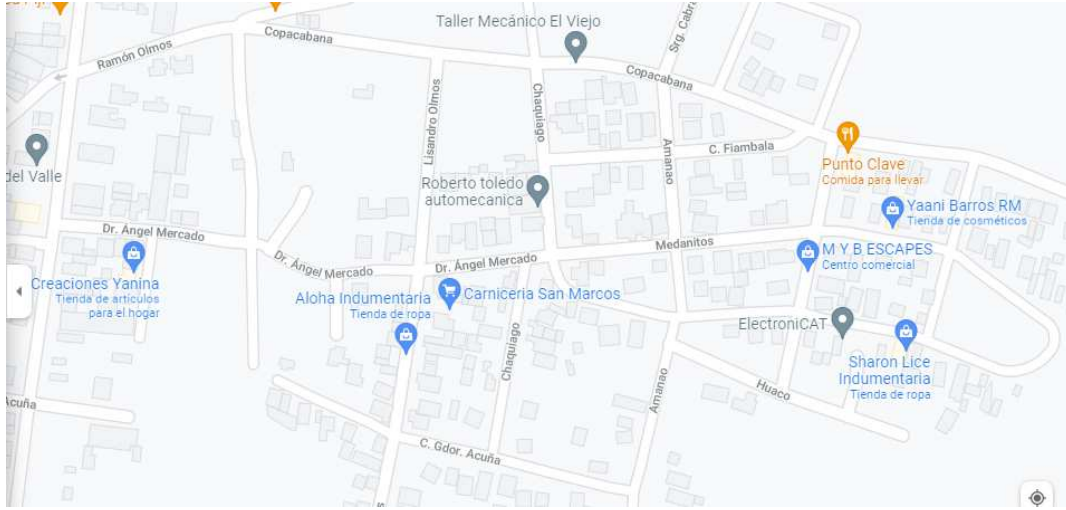 Taller Mecánico El Viejo
Copacabana
Ramón Olmos
Srg. Cabru
Copacabana
Lisandro Olmos
Chaquiago
C. Fiambala
Amanao
Punto Clave
Comida para llevar
del Valle
Roberto toledo
automecanica
Yaani Barros RM
Tienda de cosméticos
Dr. Ángel Mercado
Medanitos
M Y B ESCAPES
Centro comercial
Dr. Ángel Mercado
Dr. Ángel Mercado
Creaciones Yanina
Tienda de artículos
para el hogar
Aloha Indumentaria
Tienda de ropa
Carniceria San Marcos
ElectroniCAT
Chaquiago
Sharon Lice
Indumentaria
Tienda de ropa
Huaco
Amanao
Acuña
C. Gdor. Acuña